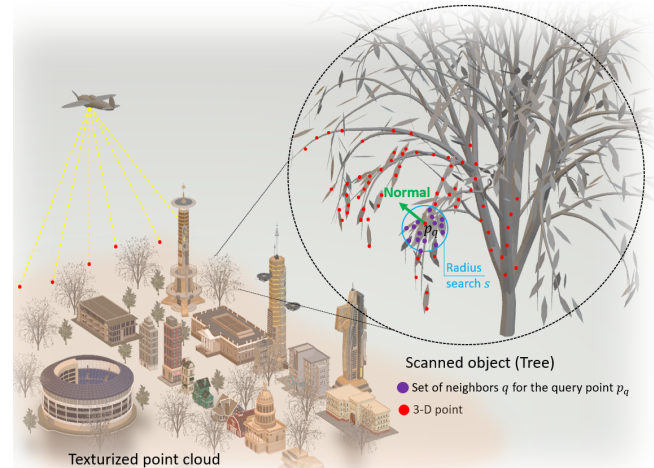 Normal
p_q
Radius
search s
Scanned object (Tree)
Set of neighbors q for the query point p_q
3-D point
Texturized point cloud